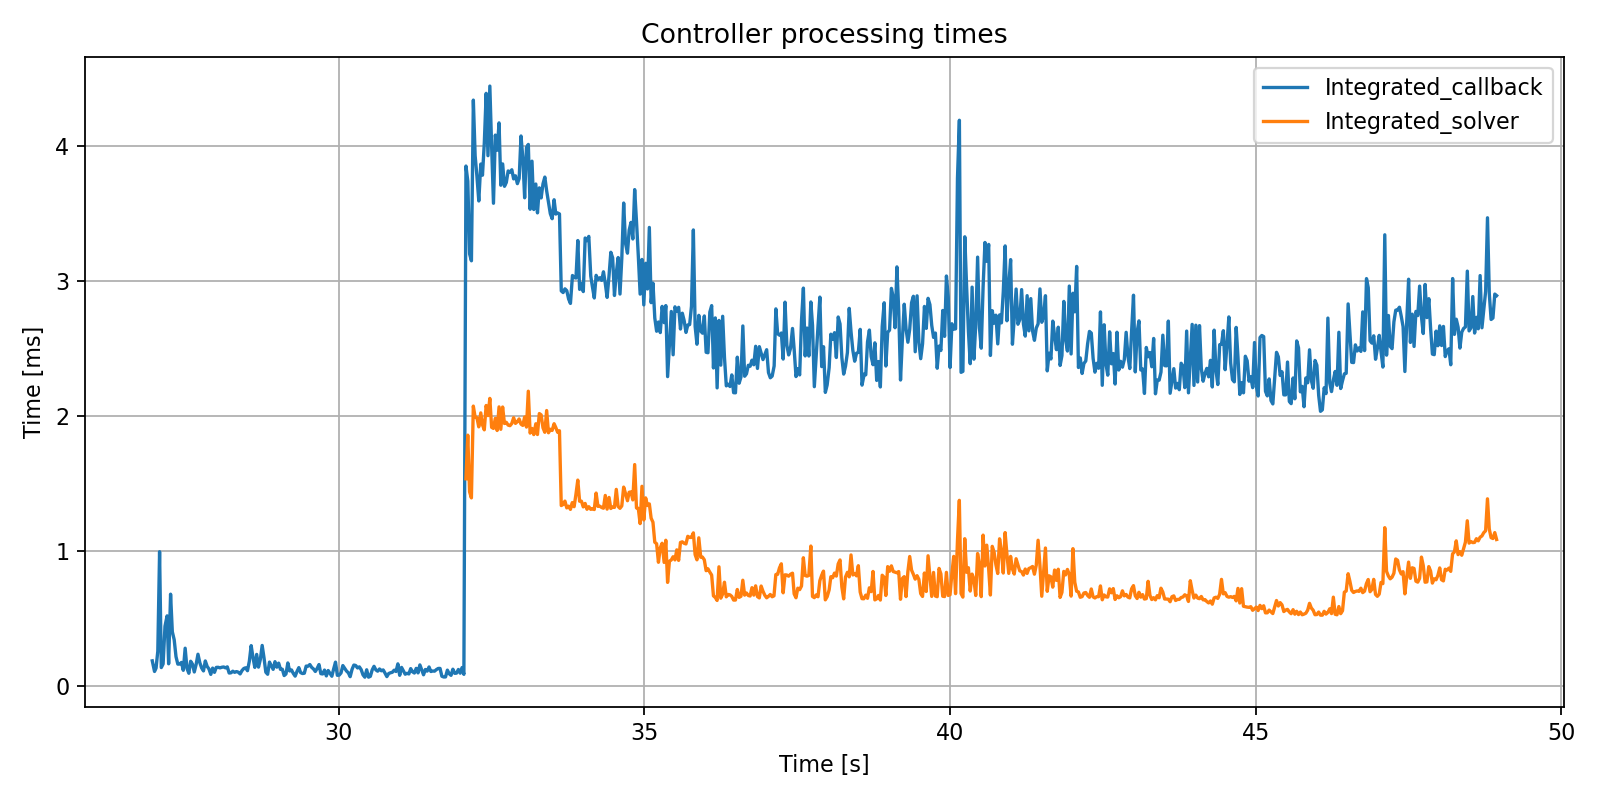 Controller processing times
Integrated_callback
Integrated_solver
Time [ms]
4
3
2
1
0
30
35
40
45
50
Time [s]